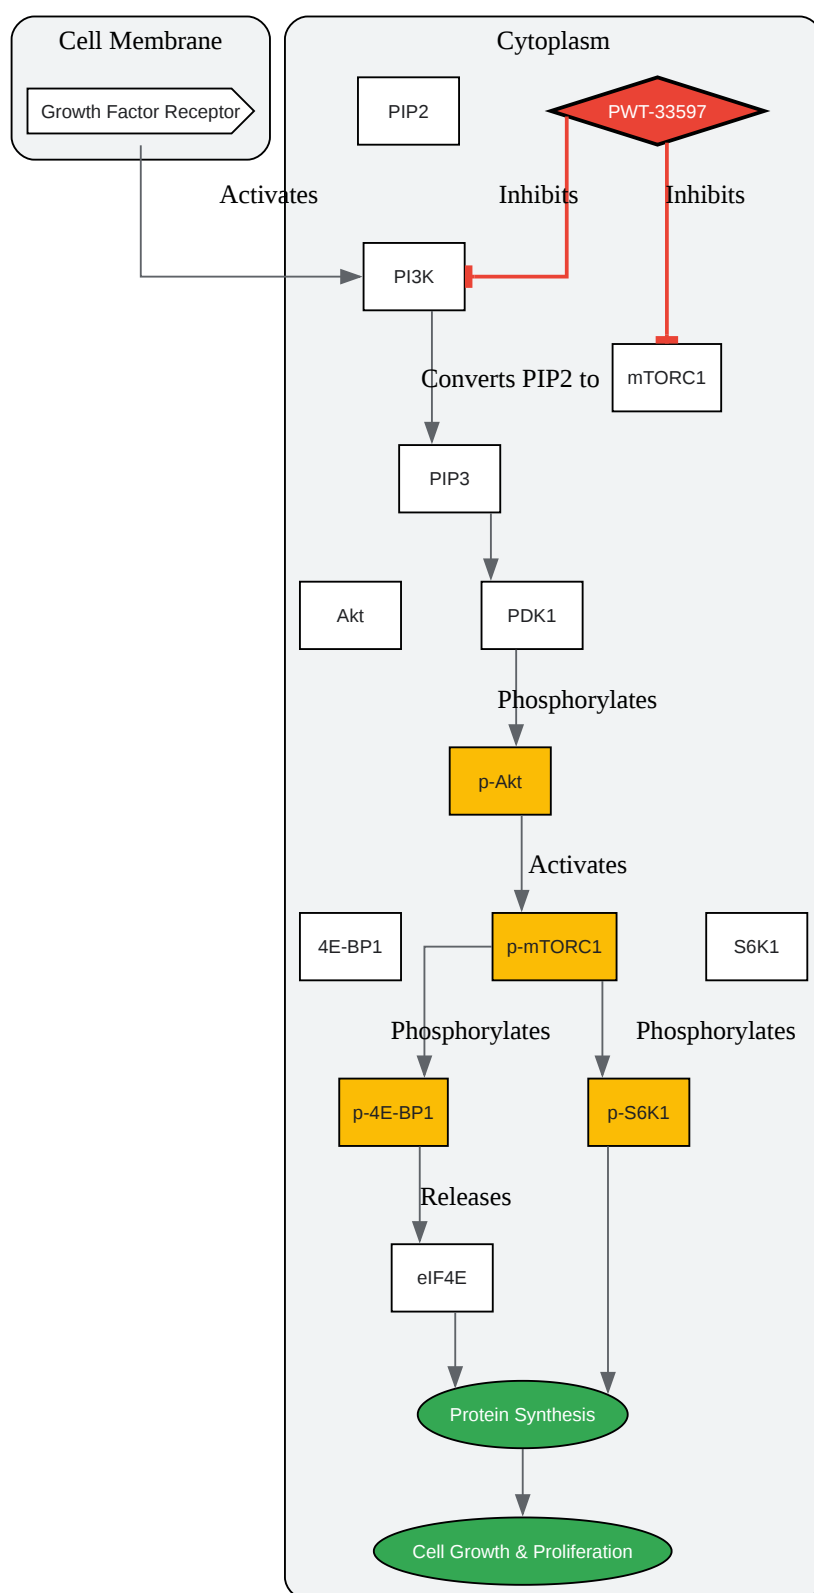 Cell Membrane
Cytoplasm
Growth Factor Receptor
PIP2
PWT-33597
Activates
Inhibits
Inhibits
PI3K
Converts PIP2 to
mTORC1
PIP3
Akt
PDK1
Phosphorylates
p-Akt
Activates
4E-BP1
p-mTORC1
S6K1
Phosphorylates
Phosphorylates
p-4E-BP1
p-S6K1
Releases
eIF4E
Protein Synthesis
Cell Growth & Proliferation